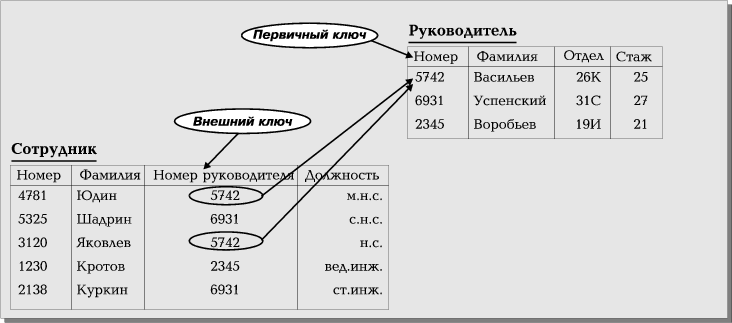 Первичный ключ
Руководитель
Номер Фамилия Отдел Стаж
5742 Васильев 26К 25
6931 Успенский 31С 27
2345 Воробьев 19И 21
Внешний ключ
Сотрудник
Номер Фамилия Номер руководителя Должность
4781 Юдин 5742 м.н.с.
5325 Шадрин 6931 с.н.с.
3120 Яковлев 5742 н.с.
1230 Кротов 2345 вед.инж.
2138 Куркин 6931 ст.инж.